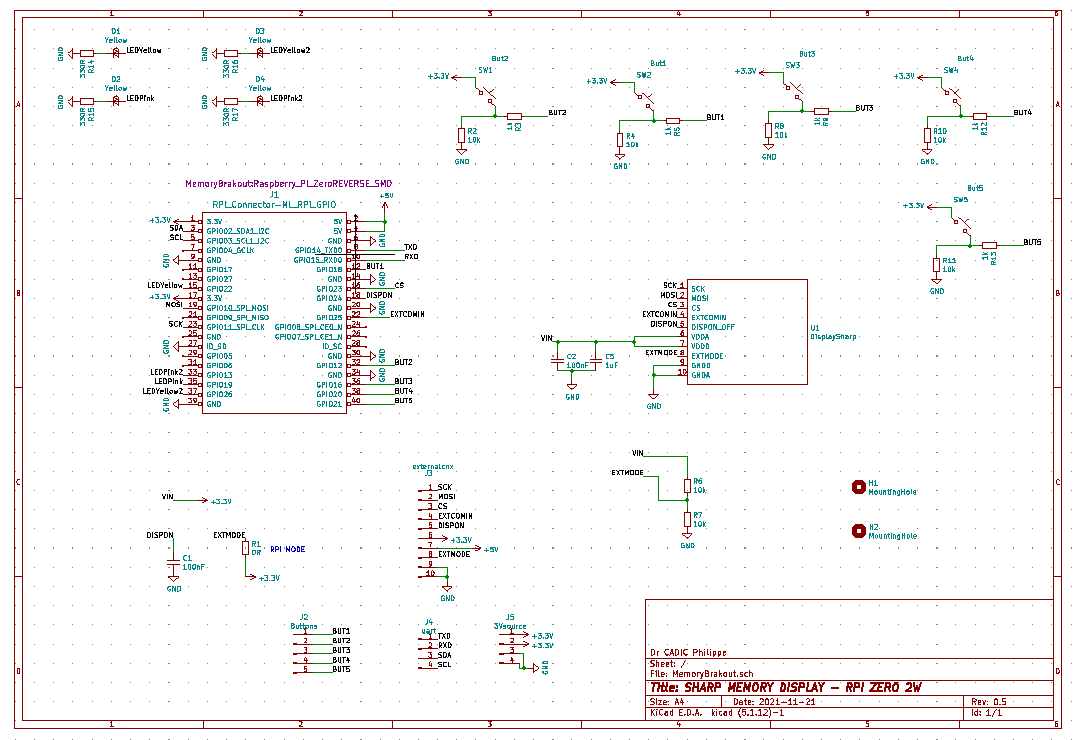 1 2 3 4 5 6
A
B
C
D
D1
Yellow
LEDYellow
GND
330R
R14
D2
Yellow
LEDPink
GND
330R
R15
D3
Yellow
LEDYellow2
GND
330R
R16
D4
Yellow
LEDPink2
GND
330R
R17
But2
SW1
+3.3V
BUT2
1k
R3
R2
10k
GND
But1
SW2
+3.3V
BUT1
1k
R5
R4
10k
GND
But3
SW3
+3.3V
BUT3
1k
R9
R8
10k
GND
But4
SW4
+3.3V
BUT4
1k
R12
R10
10k
GND
But5
SW5
+3.3V
BUT5
1k
R13
R11
10k
GND
MemoryBrakout:Raspberry_Pi_ZeroREVERSE_SMD
J1
RPi_Connector-MI_RPI_GPIO
+5V
+3.3V 1 3.3V
SDA 3 GPIO02_SDA1_I2C
SCL 5 GPIO03_SCL1_I2C
7 GPIO04_GCLK
GND 9 GND
11 GPIO17
13 GPIO27
LEDYellow 15 GPIO22
+3.3V 17 3.3V
MOSI 19 GPIO10_SPI_MOSI
21 GPIO09_SPI_MISO
SCK 23 GPIO11_SPI_CLK
25 GND
GND 27 ID_SD
29 GPIO05
31 GPIO06
LEDPink2 33 GPIO13
LEDPink 35 GPIO19
LEDYellow2 37 GPIO26
GND 39 GND
5V 2
5V 4
GND 6 GND
GPIO14_TXD0 8 TXD
GPIO15_RXD0 10 RXD
GPIO18 12 BUT1
GND 14 GND
GPIO23 16 CS
GPIO24 18 DISPON
GND 20 GND
GPIO25 22 EXTCOMIN
GPIO08_SPI_CE0_N 24
GPIO07_SPI_CE1_N 26
ID_SC 28
GND 30 GND
GPIO12 32 BUT2
GND 34 GND
GPIO16 36 BUT3
GPIO20 38 BUT4
GPIO21 40 BUT5
SCK 1 SCK
MOSI 2 MOSI
CS 3 CS
EXTCOMIN 4 EXTCOMIN
DISPON 5 DISPON_OFF
6 VDDA
7 VDDD
EXTMODE 8 EXTMODE
9 GNDD
10 GNDA
U1
DisplaySharp
VIN
C2
100nF
C3
1uF
GND
GND
VIN
+3.3V
DISPON
C1
100nF
GND
EXTMODE
R1
0R
RPI MODE
+3.3V
externalcnx
J3
1 SCK
2 MOSI
3 CS
4 EXTCOMIN
5 DISPON
6 +3.3V
7 +5V
8 EXTMODE
9
10
GND
VIN
EXTMODE
R6
10k
R7
10k
GND
H1
MountingHole
H2
MountingHole
J2
Buttons
1 BUT1
2 BUT2
3 BUT3
4 BUT4
5 BUT5
J4
uart
1 TXD
2 RXD
3 SDA
4 SCL
J5
3Vsource
1 +3.3V
2 +3.3V
3
4 GND
Dr CADIC Philippe
Sheet: /
File: MemoryBrakout.sch
Title: SHARP MEMORY DISPLAY - RPI ZERO 2W
Size: A4 Date: 2021-11-21 Rev: 0.5
KiCad E.D.A. kicad (5.1.12)-1 Id: 1/1